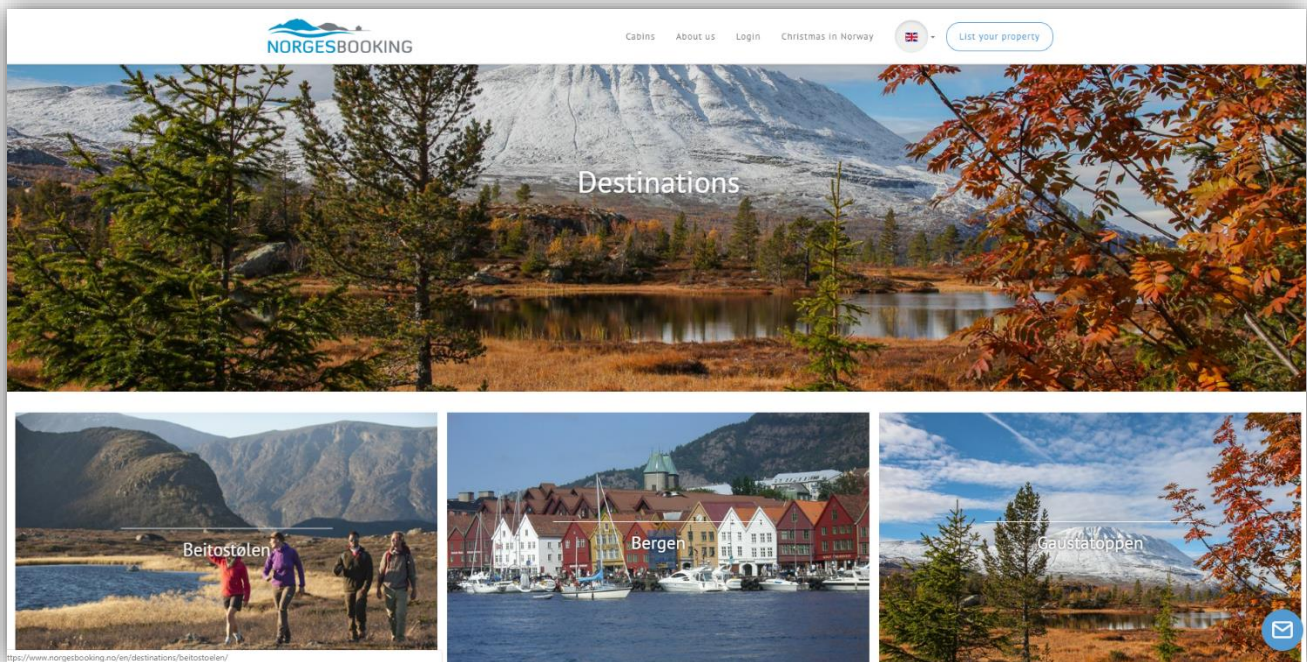 NORGESBOOKING
Cabins About us Login Christmas in Norway List your property
Destinations
Beitostølen
Bergen
Gaustatoppen
ttps://www.norgesbooking.no/en/destinations/beitostoelen/